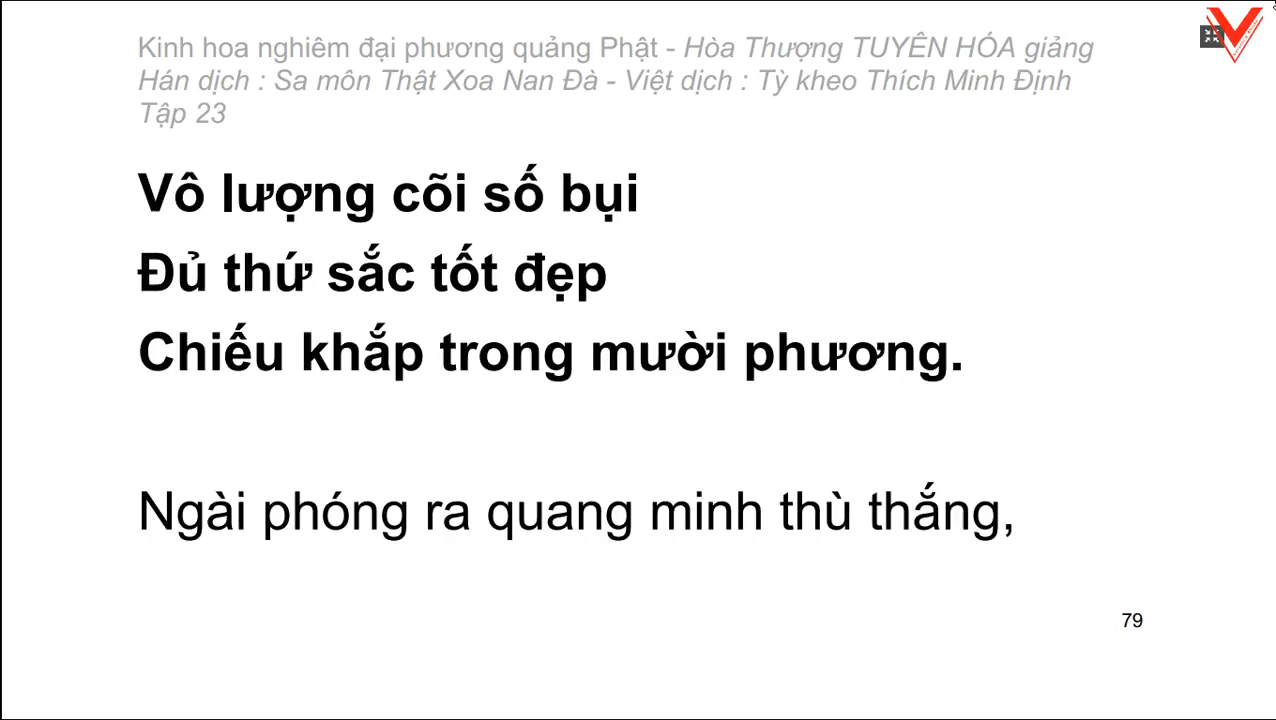 Kinh hoa nghiêm đại phương quảng Phật - Hòa Thượng TUYÊN HÓA giảng
Hán dịch : Sa môn Thật Xoa Nan Đà - Việt dịch : Tỳ kheo Thích Minh Định
Tập 23
Vô lượng cõi số bụi
Đủ thứ sắc tốt đẹp
Chiếu khắp trong mười phương.
Ngài phóng ra quang minh thù thắng,
79